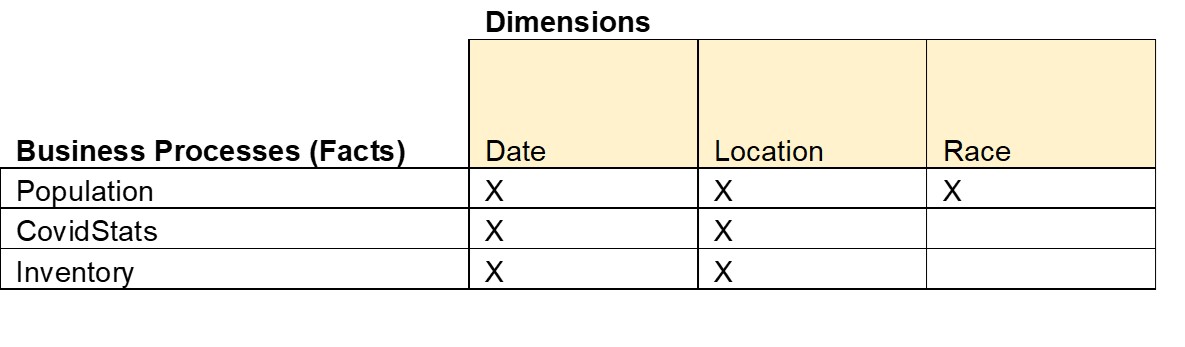 Dimensions
Business Processes (Facts) Date Location Race
Population X X X
CovidStats X X
Inventory X X